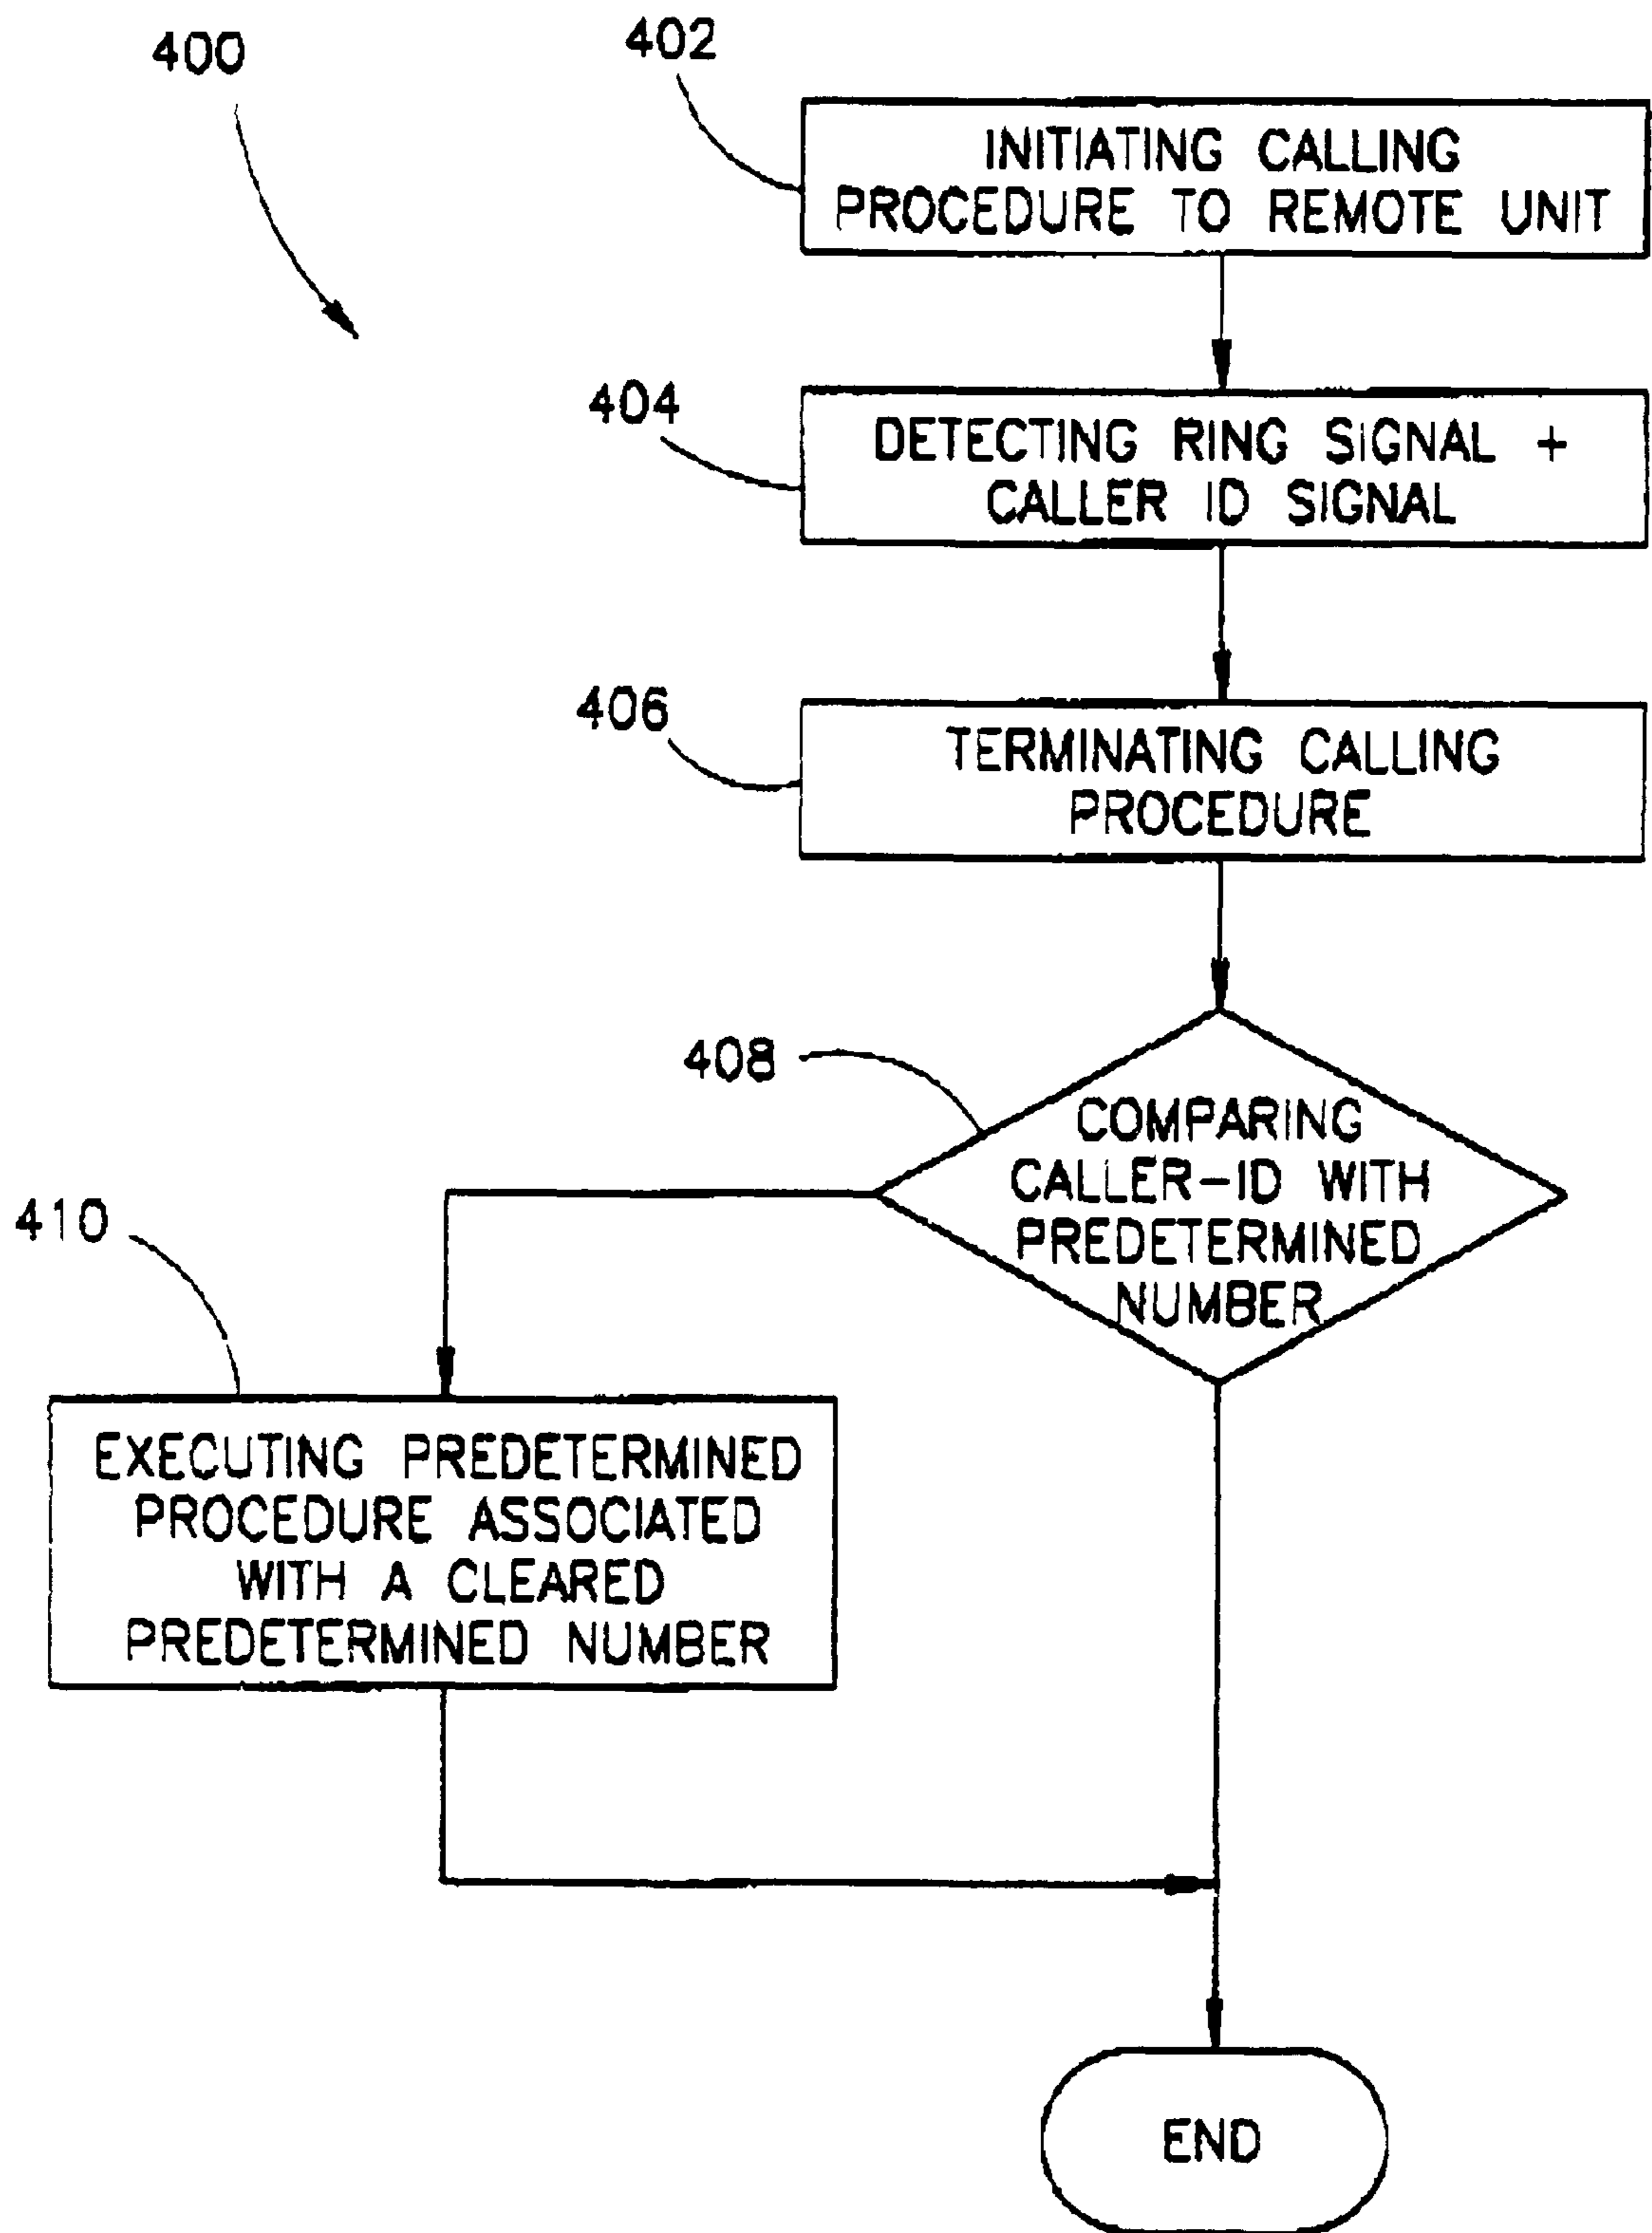 400
402
INITIATING CALLING
PROCEDURE TO REMOTE UNIT
404
DETECTING RING SIGNAL +
CALLER ID SIGNAL
406
TERMINATING CALLING
PROCEDURE
408
COMPARING
CALLER-ID WITH
PREDETERMINED
NUMBER
410
EXECUTING PREDETERMINED
PROCEDURE ASSOCIATED
WITH A CLEARED
PREDETERMINED NUMBER
END